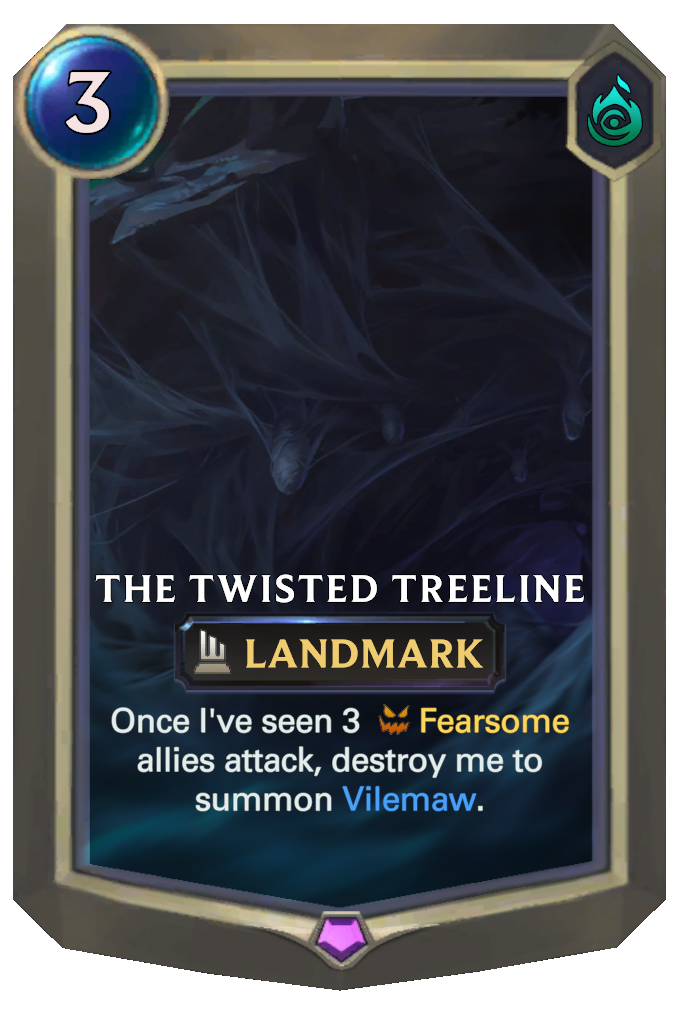 3
THE TWISTED TREELINE
LANDMARK
Once I've seen 3 Fearsome
allies attack, destroy me to
summon Vilemaw.